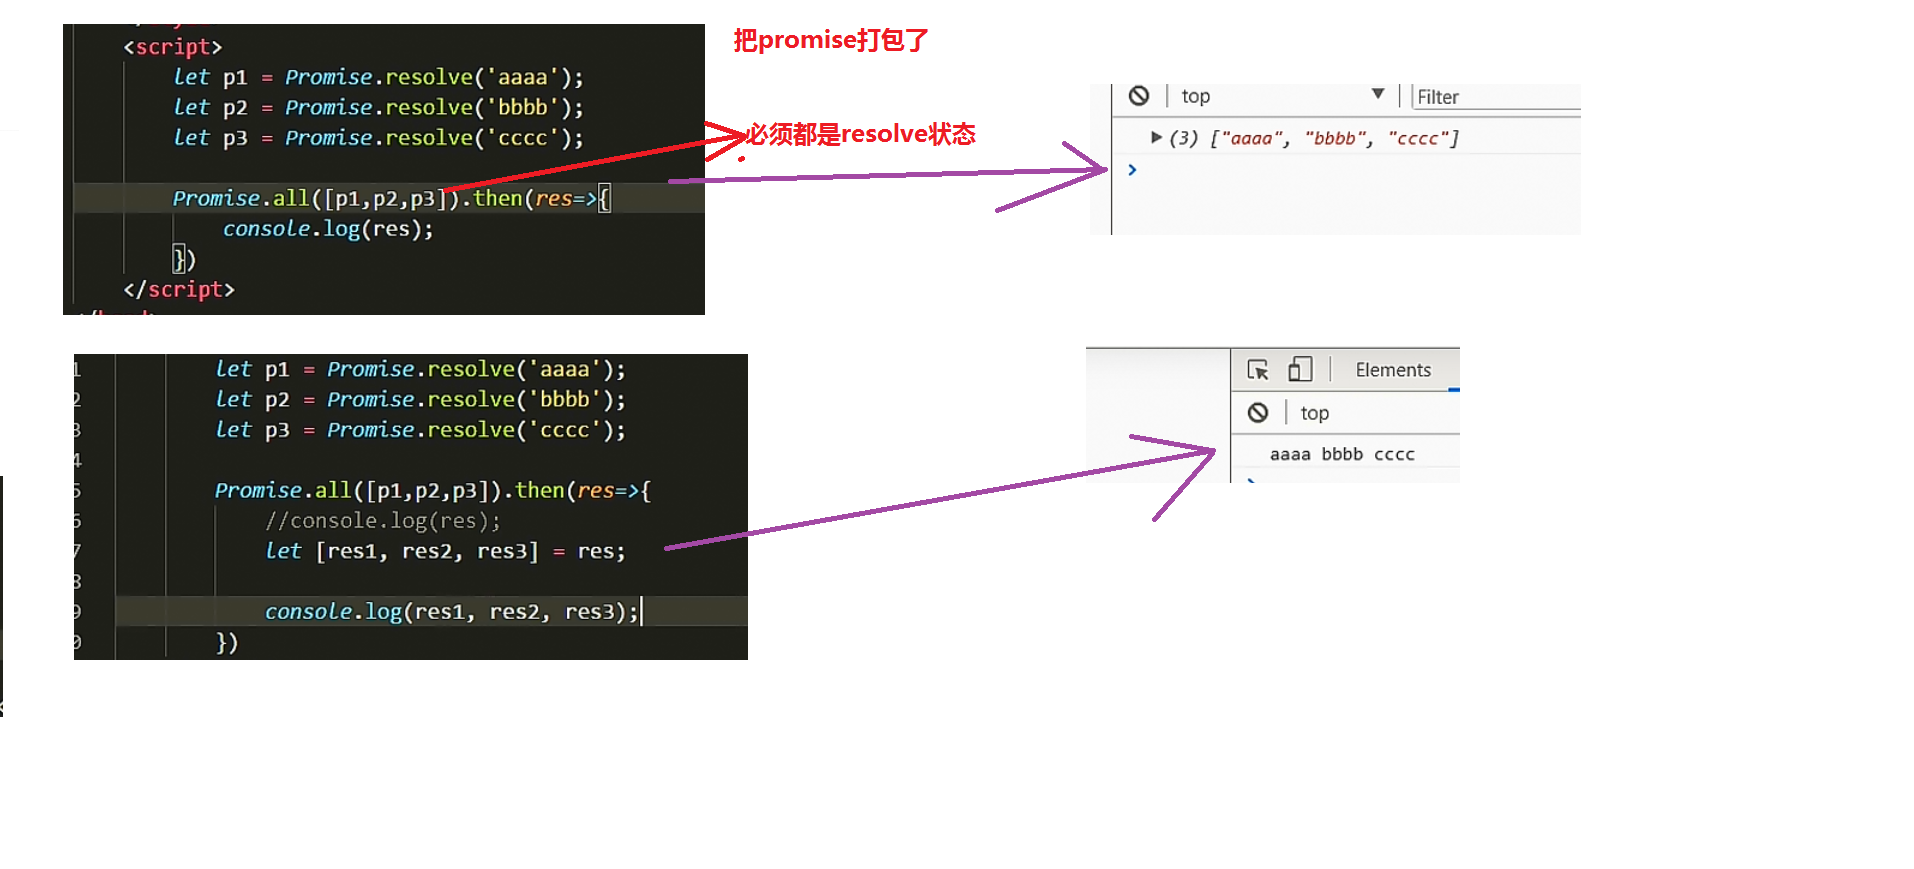 <script>
let p1 = Promise.resolve('aaaa');
let p2 = Promise.resolve('bbbb');
let p3 = Promise.resolve('cccc');
Promise.all([p1,p2,p3]).then(res=>{
console.log(res);
})
</script>
把promise打包了
必须都是resolve状态
top
Filter
(3) ["aaaa", "bbbb", "cccc"]
1 let p1 = Promise.resolve('aaaa');
2 let p2 = Promise.resolve('bbbb');
3 let p3 = Promise.resolve('cccc');
4
5 Promise.all([p1,p2,p3]).then(res=>{
6 //console.log(res);
7 let [res1, res2, res3] = res;
8
9 console.log(res1, res2, res3);
0 })
Elements
top
aaaa bbbb cccc